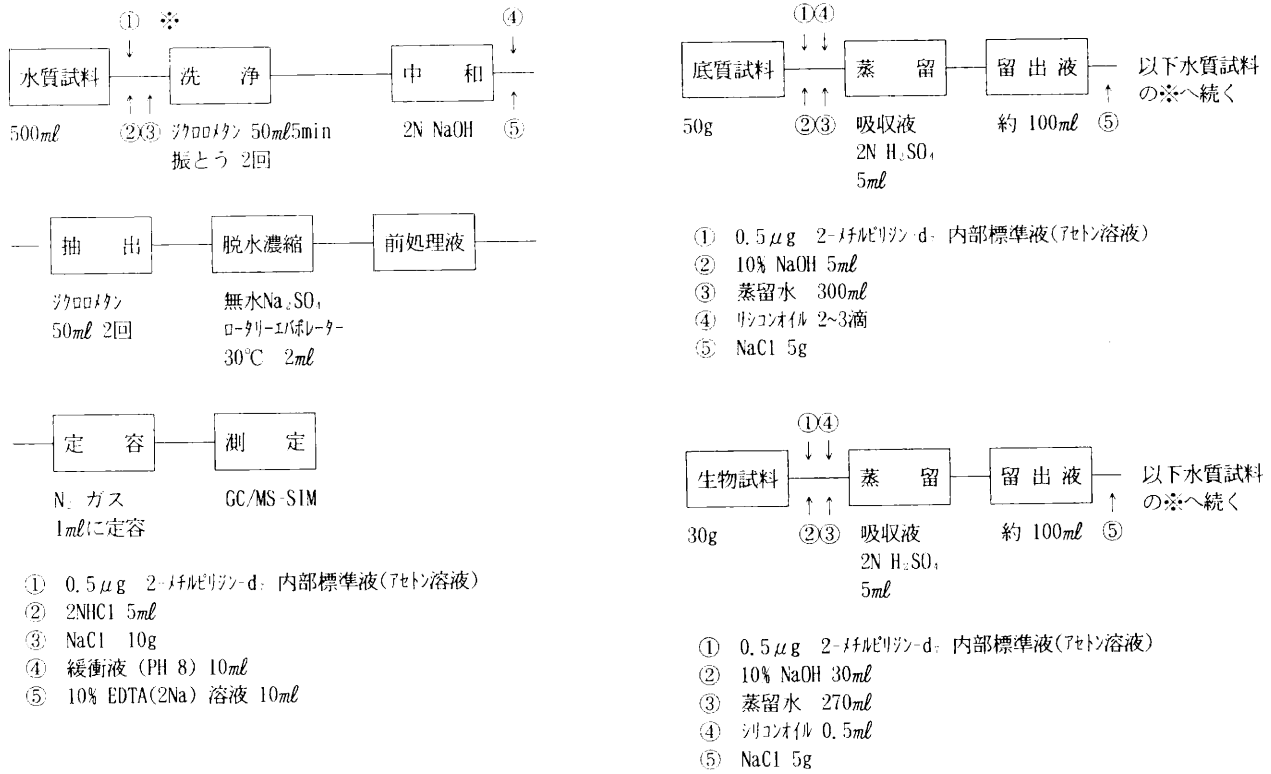 ① ※
④
水質試料
洗 浄
中 和
500mℓ
②③
ジクロロメタン 50mℓ5min
振とう 2回
2N NaOH
⑤
抽 出
脱水濃縮
前処理液
ジクロロメタン
50mℓ 2回
無水Na₂SO₄
ロータリーエバポレーター
30℃ 2mℓ
定 容
測 定
N₂ ガス
1mℓに定容
GC/MS-SIM
① 0.5μg 2-メチルピリジン-d 内部標準液(アセトン溶液)
② 2NHCl 5mℓ
③ NaCl 10g
④ 緩衝液 (PH 8) 10mℓ
⑤ 10% EDTA(2Na) 溶液 10mℓ
①④
底質試料
蒸 留
留 出 液
以下水質試料
の※へ続く
50g
②③
吸収液
2N H₂SO₄
5mℓ
約 100mℓ
⑤
① 0.5μg 2-メチルピリジン-d 内部標準液(アセトン溶液)
② 10% NaOH 5mℓ
③ 蒸留水 300mℓ
④ リシコンオイル 2~3滴
⑤ NaCl 5g
①④
生物試料
蒸 留
留 出 液
以下水質試料
の※へ続く
30g
②③
吸収液
2N H₂SO₄
5mℓ
約 100mℓ
⑤
① 0.5μg 2-メチルピリジン-d 内部標準液(アセトン溶液)
② 10% NaOH 30mℓ
③ 蒸留水 270mℓ
④ シリコンオイル 0.5mℓ
⑤ NaCl 5g